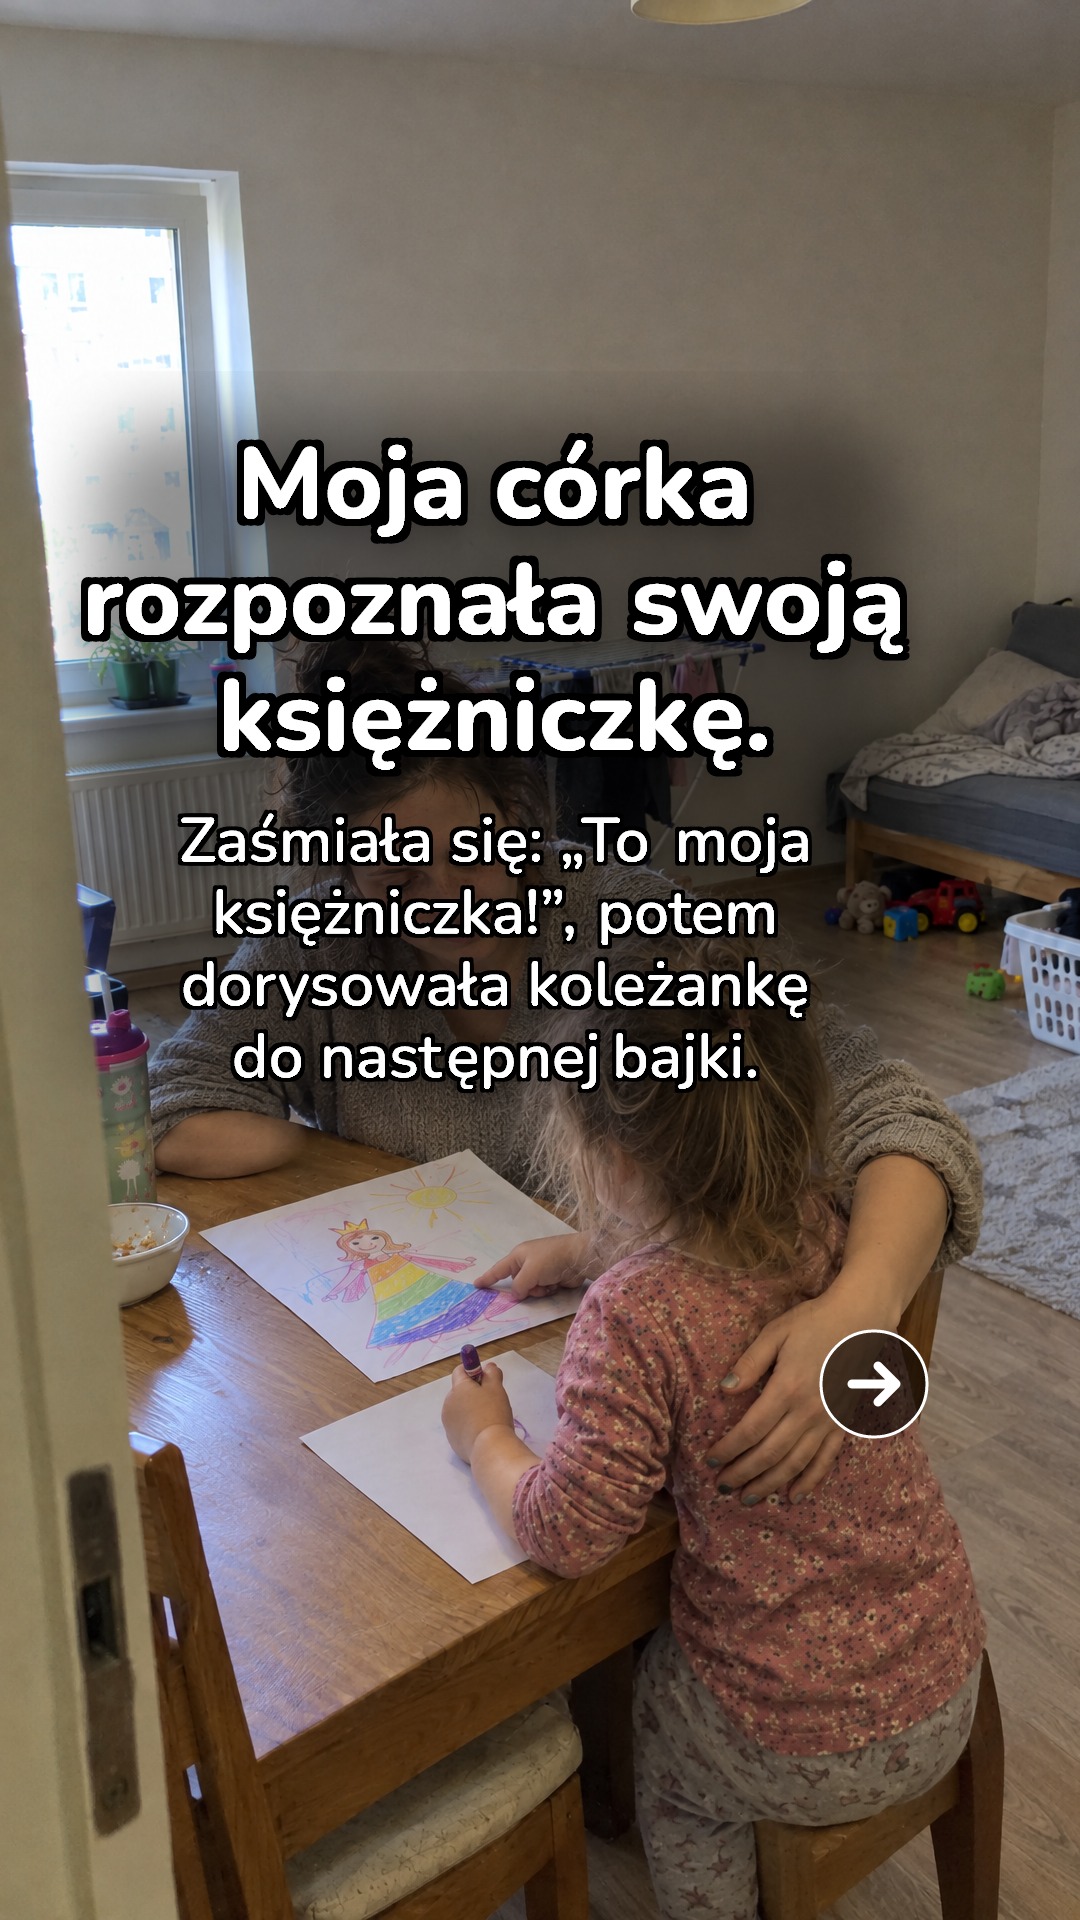 Moja córka
rozpoznała swoją
księżniczkę.
Zaśmiała się: „To moja
księżniczka!”, potem
dorysowała koleżankę
do następnej bajki.